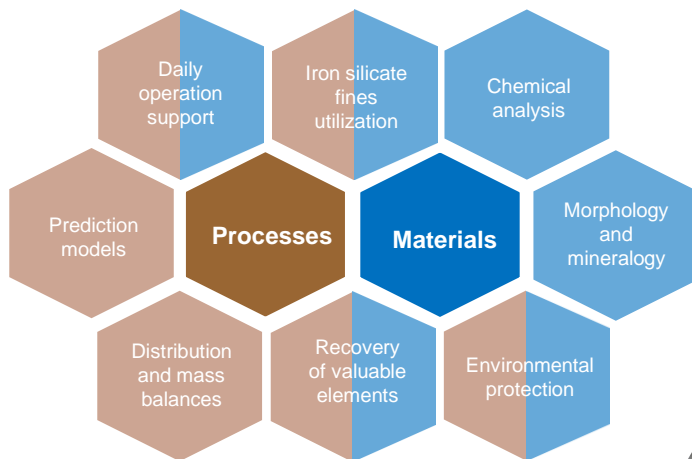 Daily
operation
support
Iron silicate
fines
utilization
Chemical
analysis
Prediction
models
Processes
Materials
Morphology
and
mineralogy
Distribution
and mass
balances
Recovery
of valuable
elements
Environmental
protection